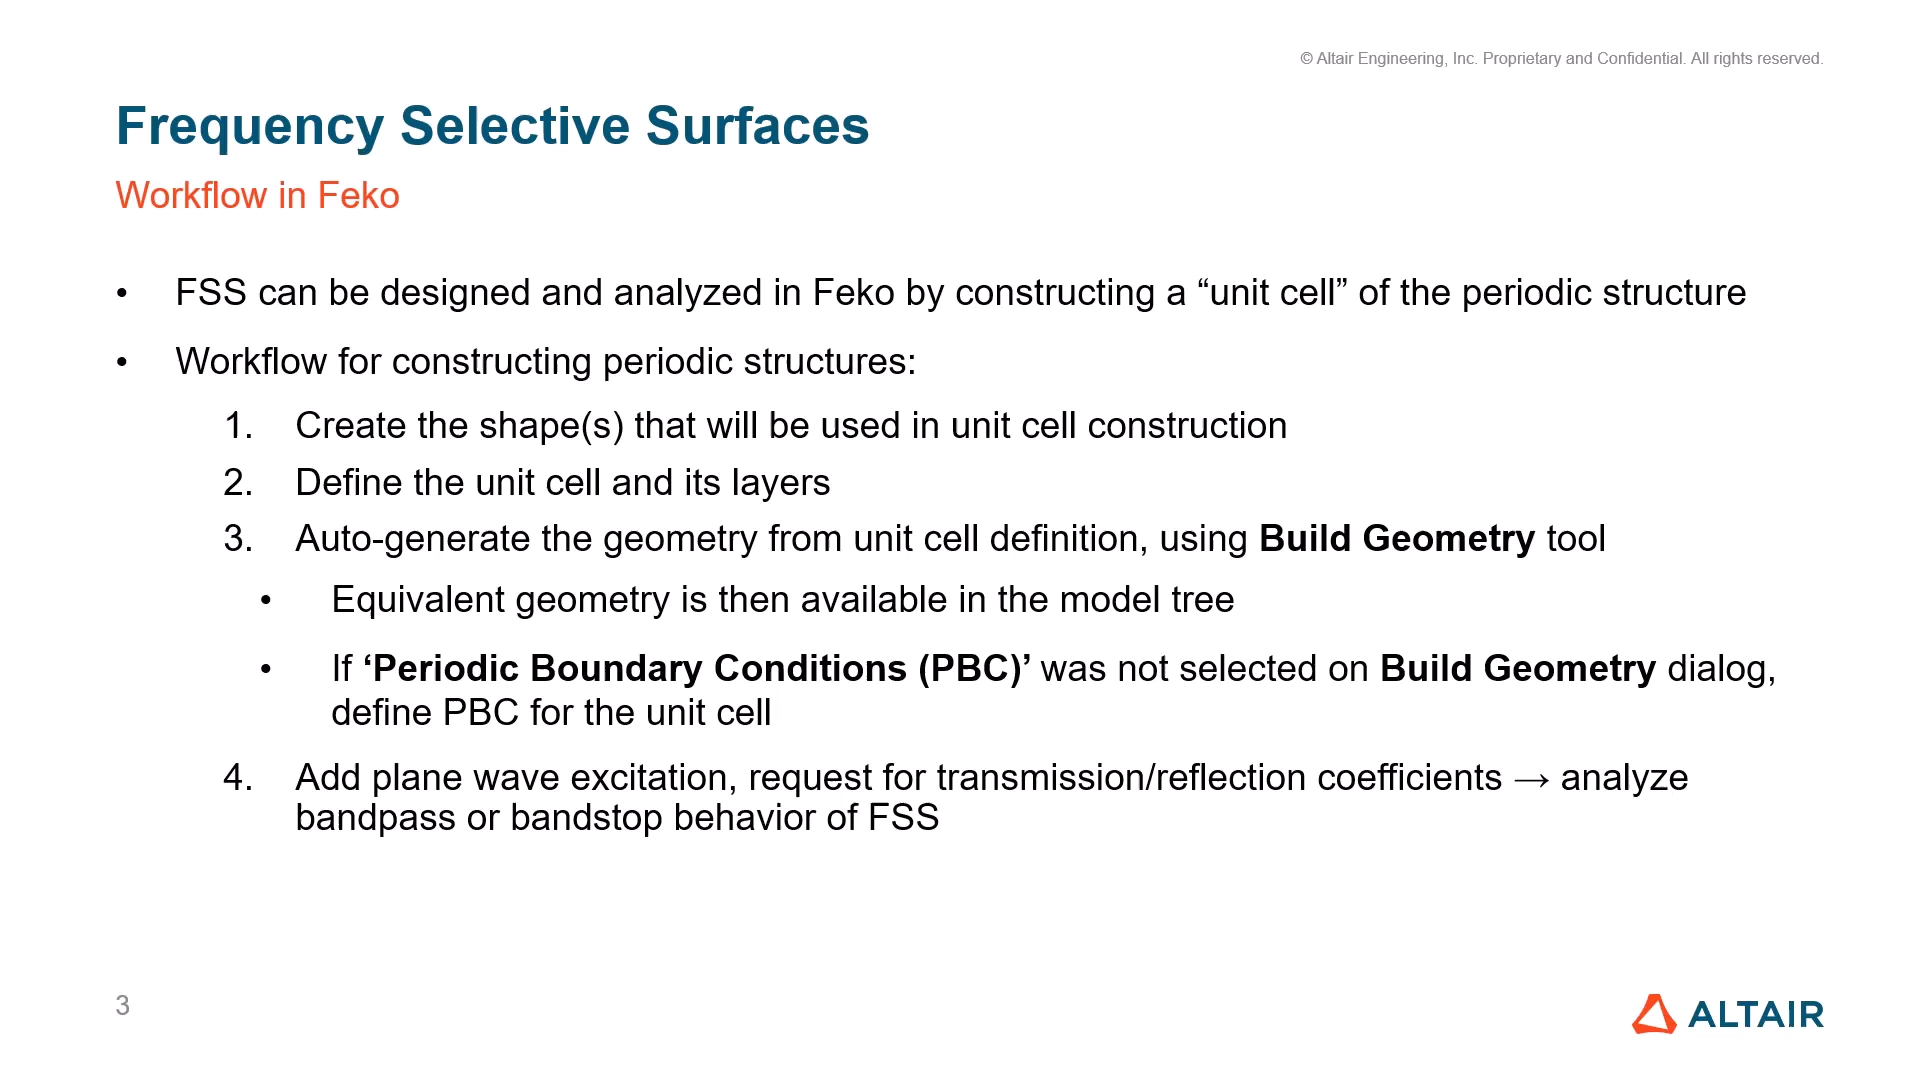 © Altair Engineering, Inc. Proprietary and Confidential. All rights reserved.
Frequency Selective Surfaces
Workflow in Feko
• FSS can be designed and analyzed in Feko by constructing a “unit cell” of the periodic structure
• Workflow for constructing periodic structures:
1. Create the shape(s) that will be used in unit cell construction
2. Define the unit cell and its layers
3. Auto-generate the geometry from unit cell definition, using Build Geometry tool
• Equivalent geometry is then available in the model tree
• If ‘Periodic Boundary Conditions (PBC)’ was not selected on Build Geometry dialog,
define PBC for the unit cell
4. Add plane wave excitation, request for transmission/reflection coefficients → analyze
bandpass or bandstop behavior of FSS
3
ALTAIR